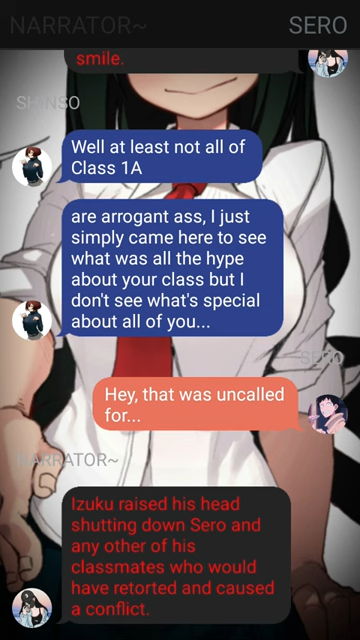 NARRATOR~ SERO
smile.
SHINSO
Well at least not all of
Class 1A
are arrogant ass, I just
simply came here to see
what was all the hype
about your class but I
don't see what's special
about all of you...
SERO
Hey, that was uncalled
for...
NARRATOR~
Izuku raised his head
shutting down Sero and
any other of his
classmates who would
have retorted and caused
a conflict.